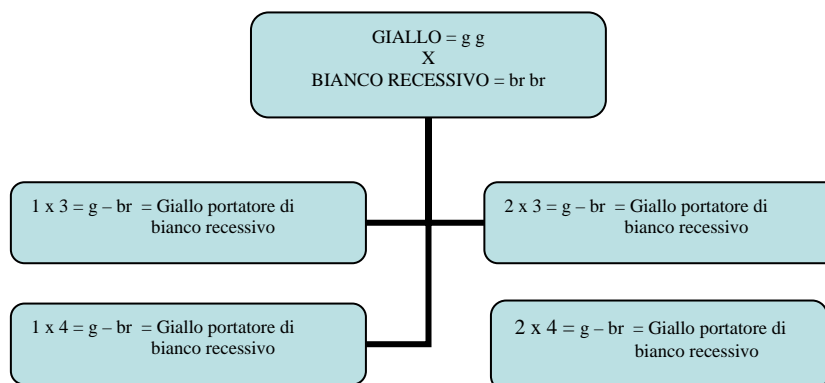 GIALLO = g g
X
BIANCO RECESSIVO = br br
1 x 3 = g – br = Giallo portatore di
bianco recessivo
2 x 3 = g – br = Giallo portatore di
bianco recessivo
1 x 4 = g – br = Giallo portatore di
bianco recessivo
2 x 4 = g – br = Giallo portatore di
bianco recessivo